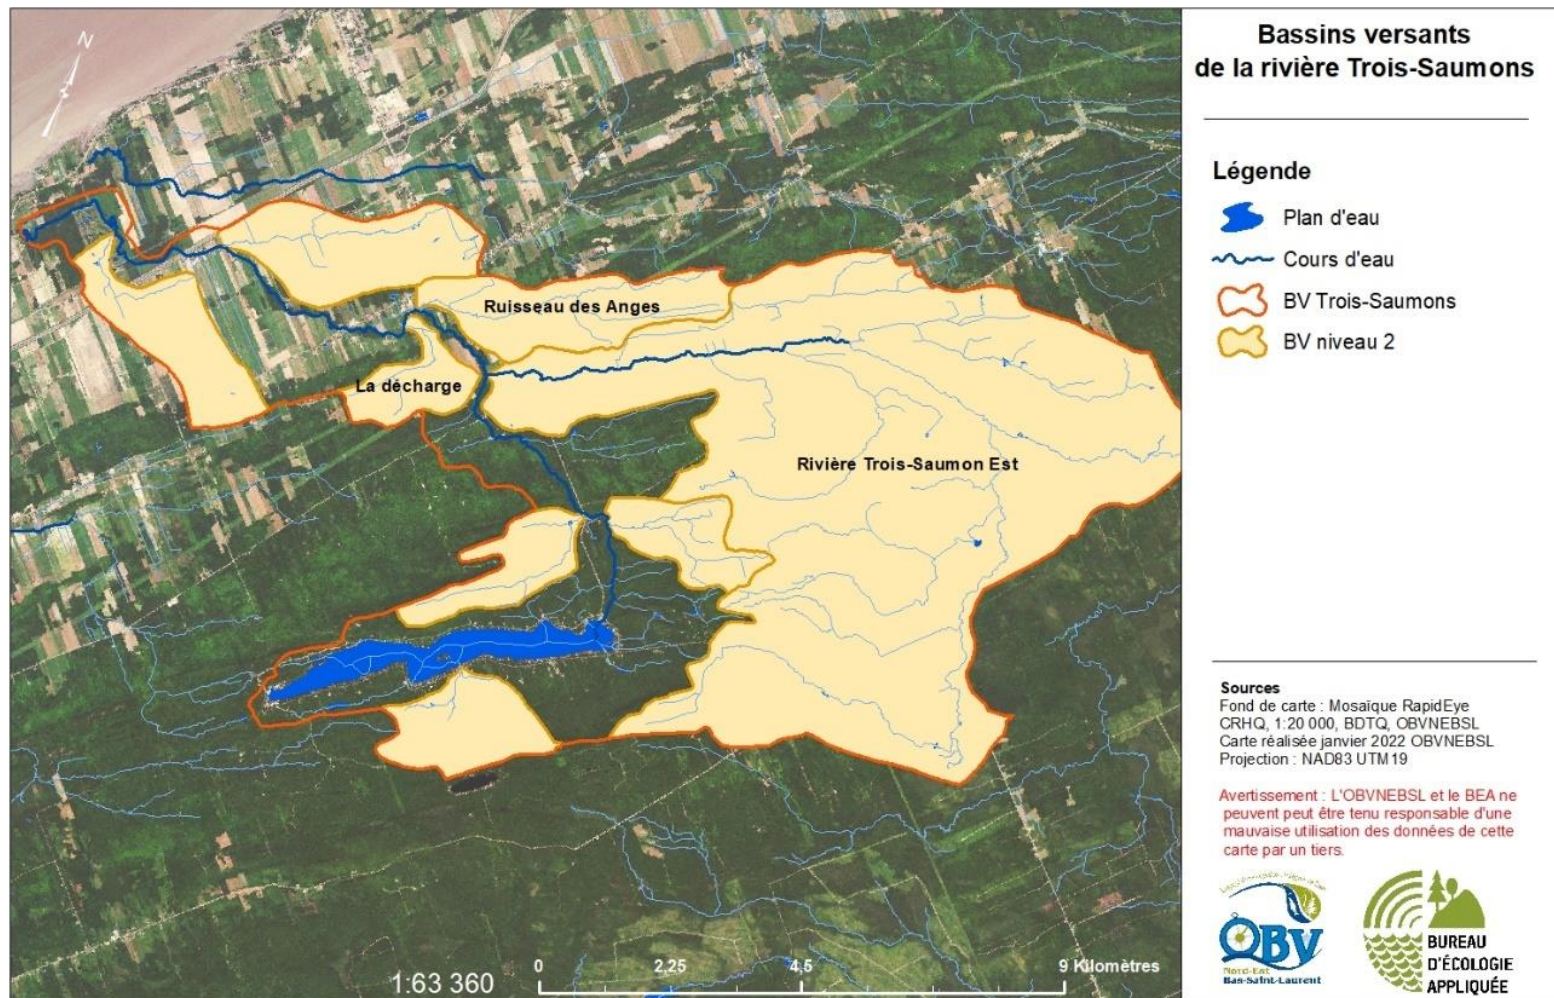 Bassins versants
de la rivière Trois-Saumons
Légende
Plan d'eau
Cours d'eau
BV Trois-Saumons
BV niveau 2
N
Ruisseau des Anges
La décharge
Rivière Trois-Saumon Est
1:63 360
0 2,25 4,5 9 Kilomètres
Sources
Fond de carte : Mosaïque RapidEye
CRHQ, 1:20 000, BDTQ, OBVNEBSL
Carte réalisée janvier 2022 OBVNEBSL
Projection : NAD83 UTM19
Avertissement : L'OBVNEBSL et le BEA ne
peuvent peut être tenu responsable d'une
mauvaise utilisation des données de cette
carte par un tiers.
OBV
Nord-Est
Bas-Saint-Laurent
BUREAU
D'ÉCOLOGIE
APPLIQUÉE